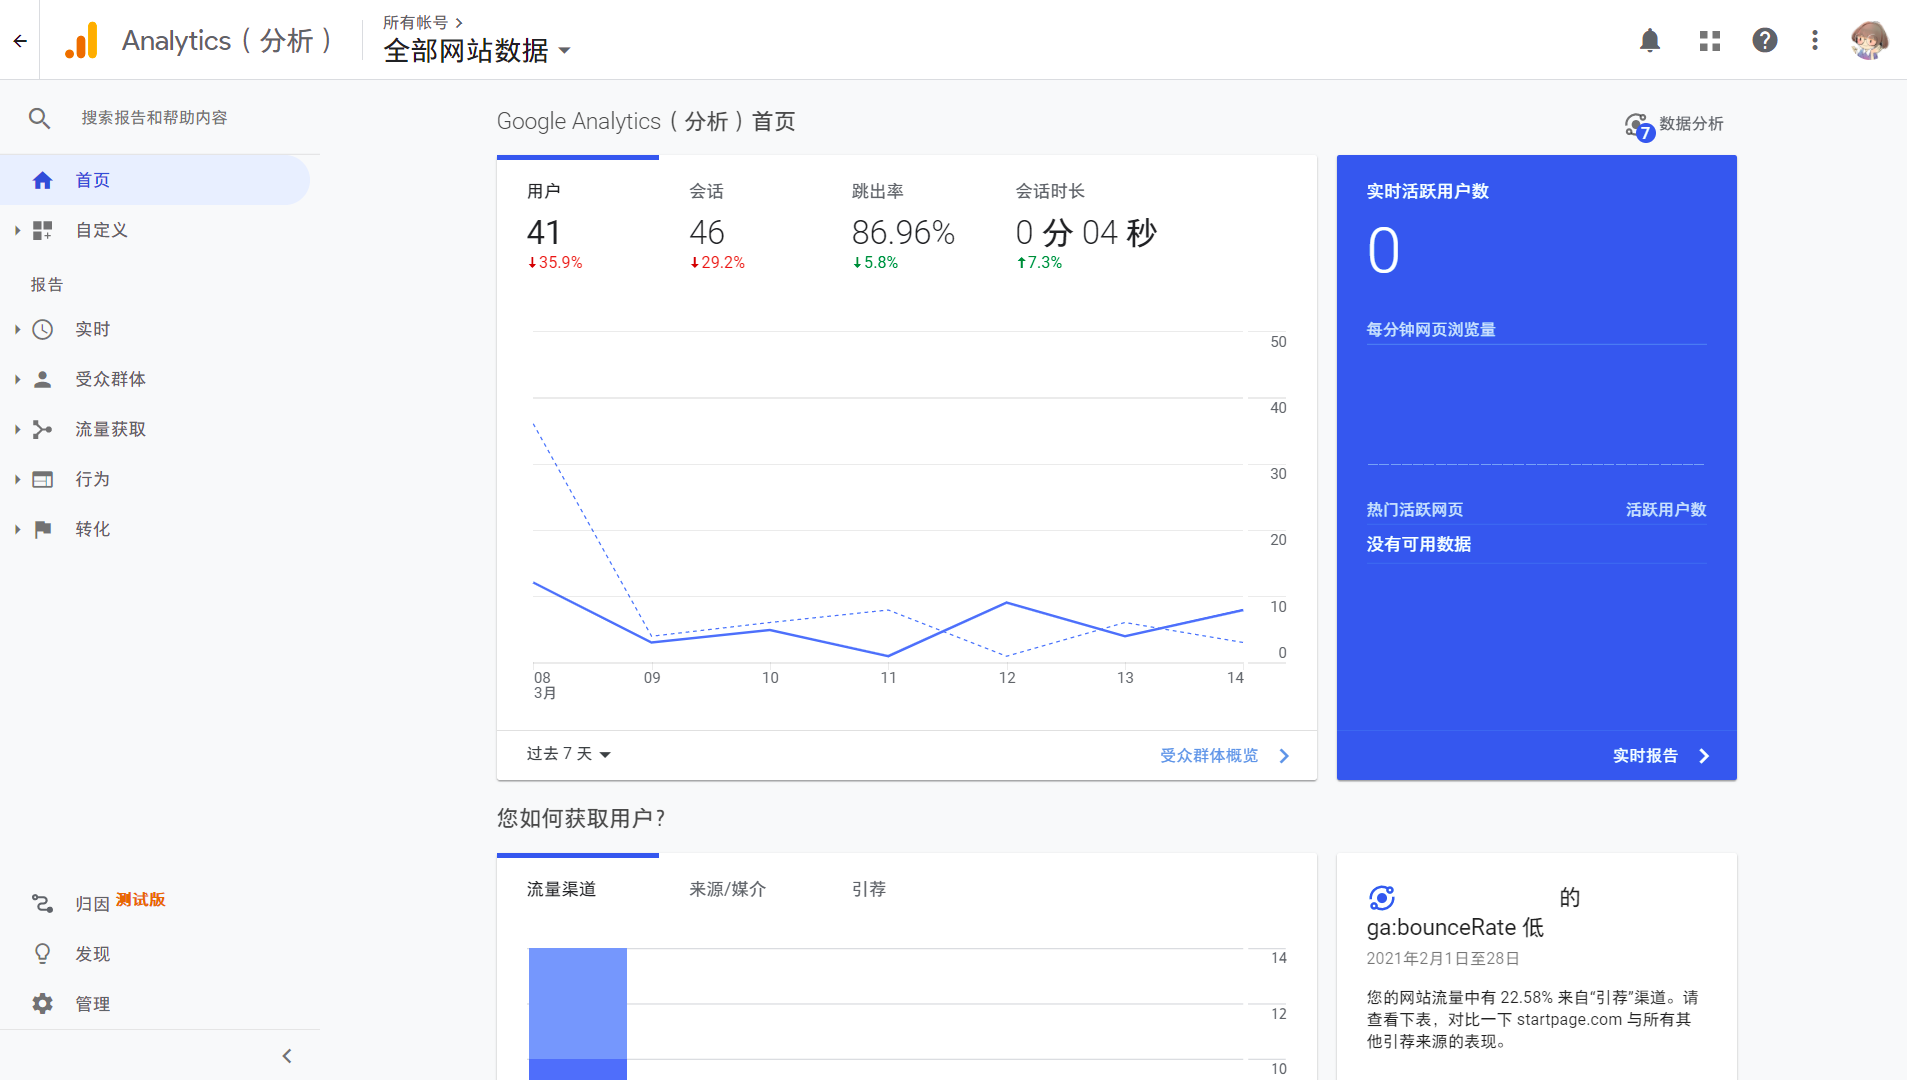 Analytics（分析）
所有帐号
全部网站数据
搜索报告和帮助内容
首页
自定义
报告
实时
受众群体
流量获取
行为
转化
归因 测试版
发现
管理
Google Analytics（分析）首页
7 数据分析
用户
41
35.9%
会话
46
29.2%
跳出率
86.96%
5.8%
会话时长
0 分 04 秒
7.3%
50
40
30
20
10
0
08
3月
09
10
11
12
13
14
过去 7 天
受众群体概览
实时活跃用户数
0
每分钟网页浏览量
热门活跃网页
活跃用户数
没有可用数据
实时报告
您如何获取用户?
流量渠道
来源/媒介
引荐
14
12
10
的
ga:bounceRate 低
2021年2月1日至28日
您的网站流量中有 22.58% 来自“引荐”渠道。请
查看下表，对比一下 startpage.com 与所有其
他引荐来源的表现。